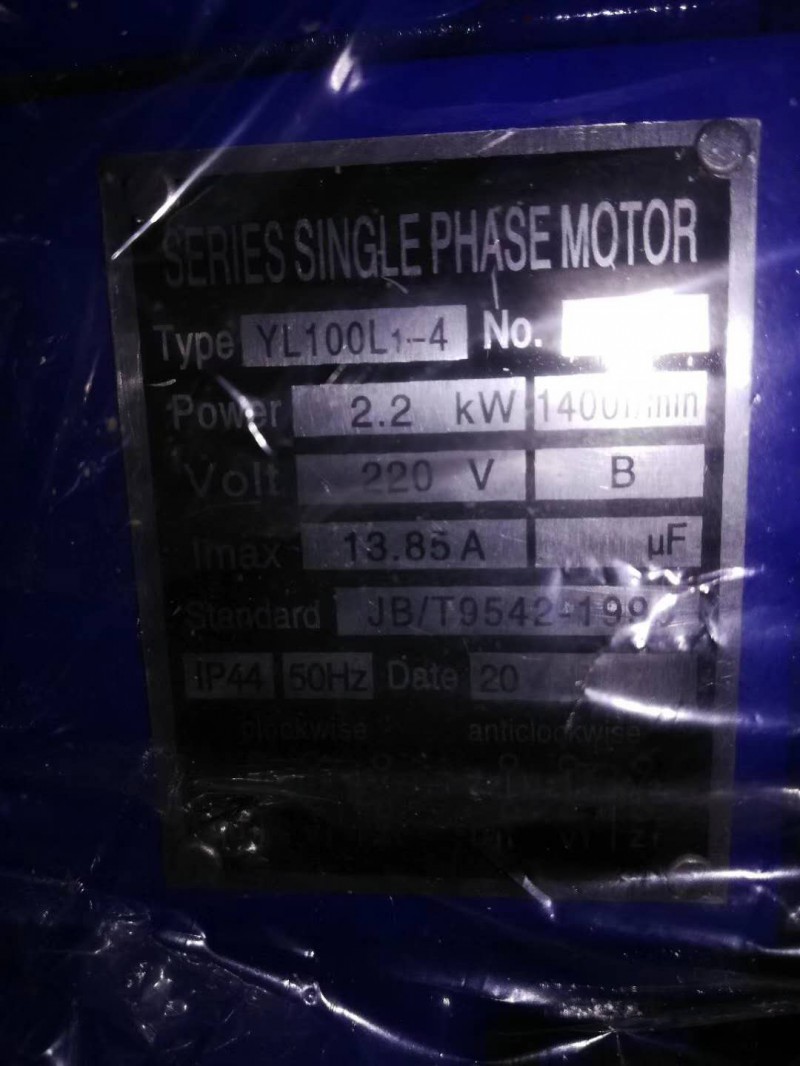 SERIES SINGLE PHASE MOTOR
Type YL100L1-4 No.
Power 2.2 kW 1400r/min
Volt 220 V B
Imax 13.85 A µF
Standard JB/T9542-199
IP44 50Hz Date 20
clockwise anticlockwise